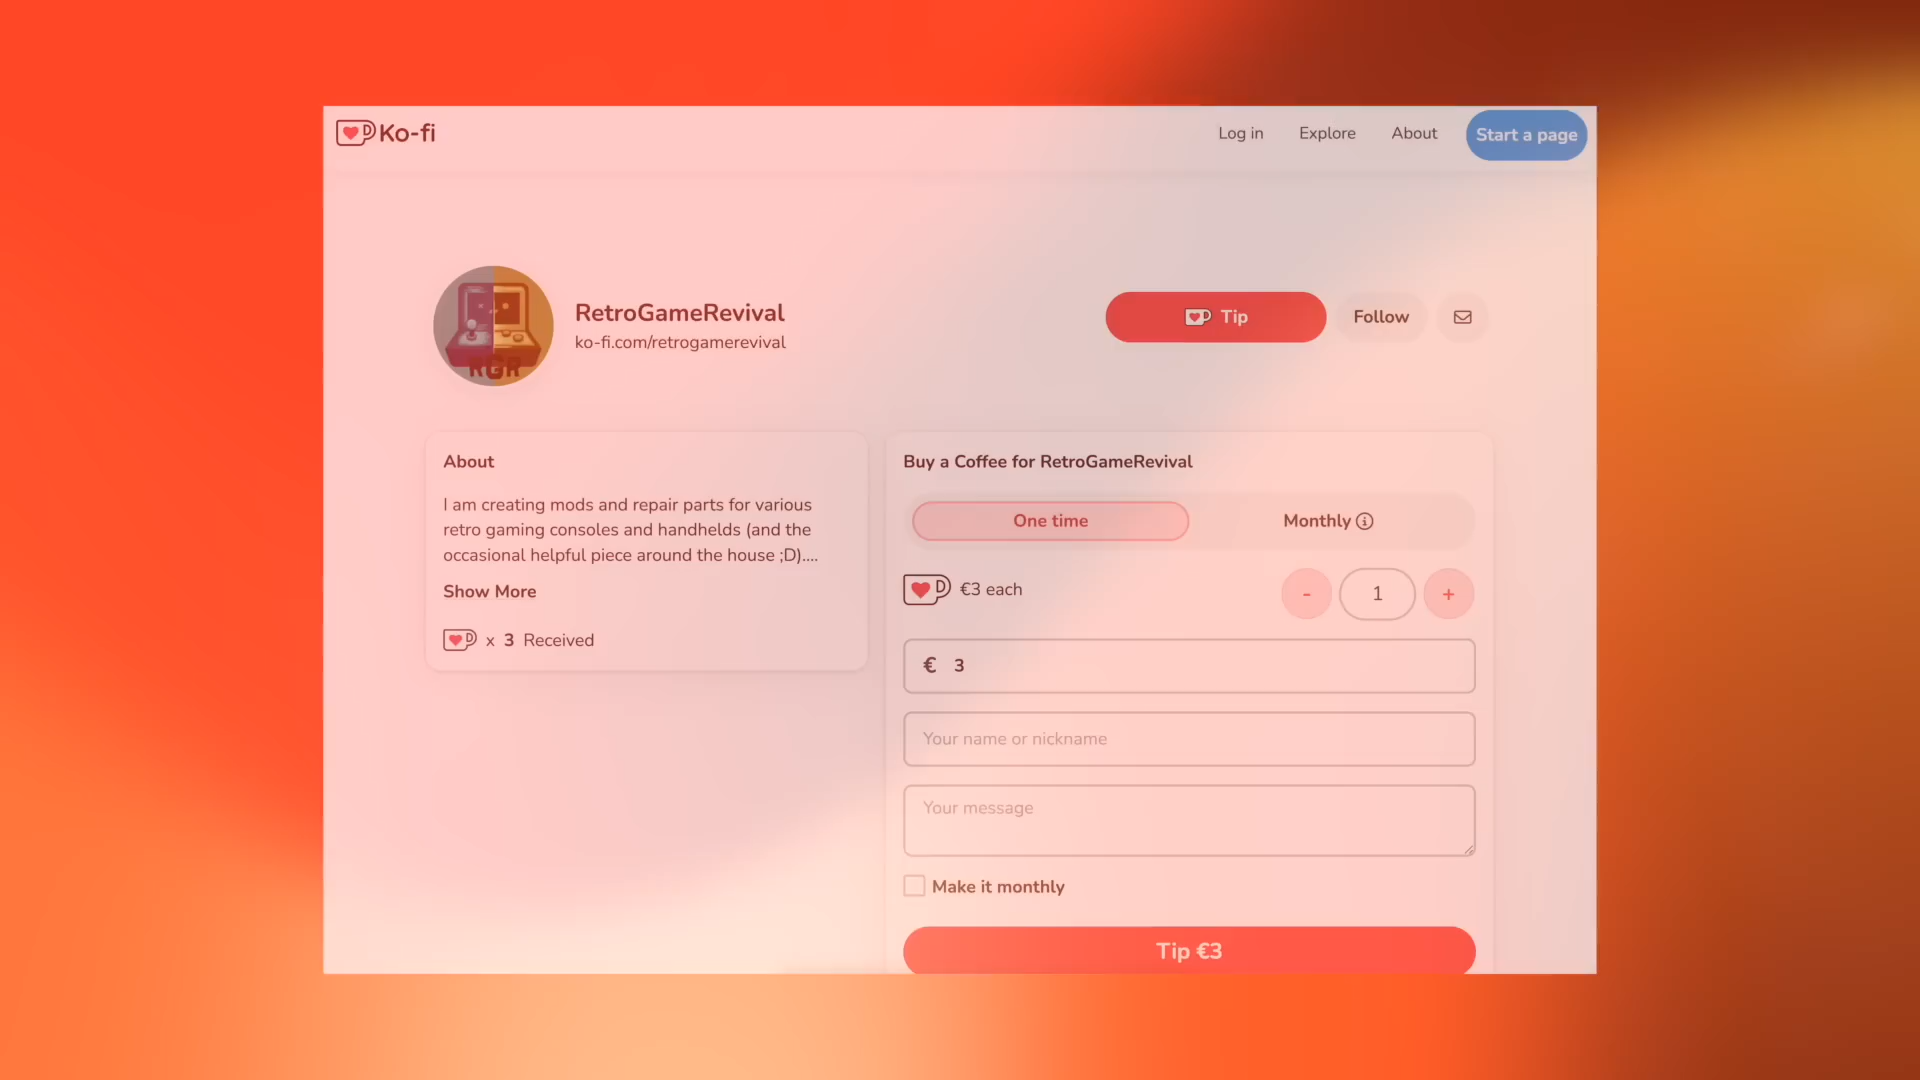 Ko-fi
Log in
Explore
About
Start a page
RetroGameRevival
ko-fi.com/retrogamerevival
RGR
Tip
Follow
About
I am creating mods and repair parts for various
retro gaming consoles and handhelds (and the
occasional helpful piece around the house ;D)....
Show More
x 3 Received
Buy a Coffee for RetroGameRevival
One time
Monthly
€3 each
-
1
+
€ 3
Your name or nickname
Your message
Make it monthly
Tip €3